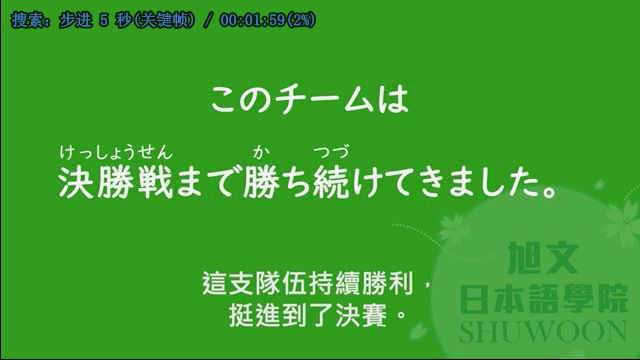 搜索: 步进 5 秒(关键帧) / 00:01:59(2%)
このチームは
けっしょうせん か つづ
決勝戦まで勝ち続けてきました。
這支隊伍持續勝利，
挺進到了決賽。
旭文
日本語學院
SHUWOON